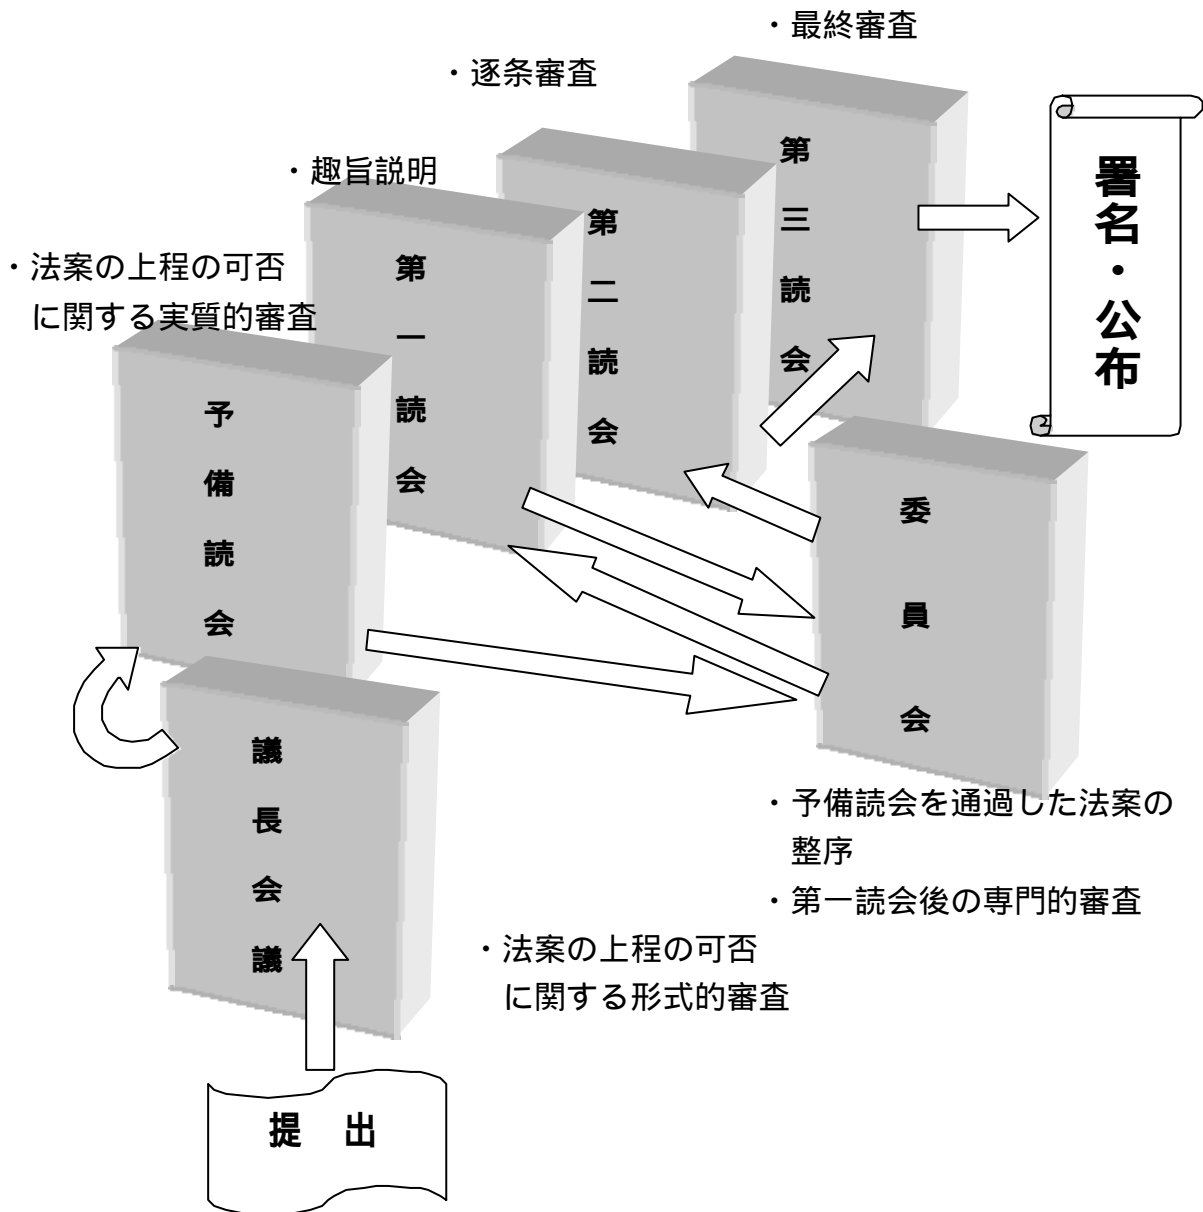 ・最終審査
・逐条審査
・趣旨説明
・法案の上程の可否
に関する実質的審査
第三読会
第二読会
第一読会
予備読会
署名・公布
委員会
議長会議
・予備読会を通過した法案の
整序
・第一読会後の専門的審査
・法案の上程の可否
に関する形式的審査
提 出